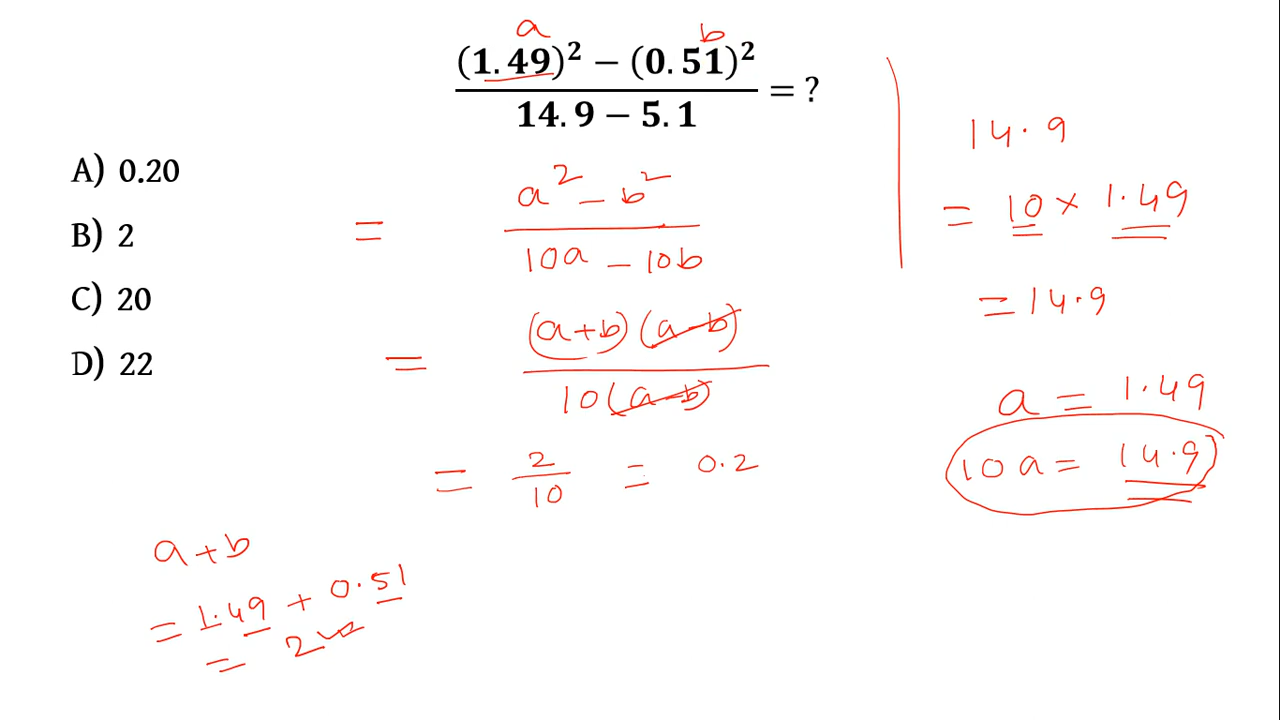 a b
(1.49)² − (0.51)²
14.9 − 5.1
= ?
A) 0.20
B) 2
C) 20
D) 22
= a² − b²
10a − 10b
= (a+b)(a−b)
10(a−b)
= 2/10 = 0.2
a + b
= 1.49 + 0.51
= 2
14.9
= 10 × 1.49
= 14.9
a = 1.49
10a = 14.9